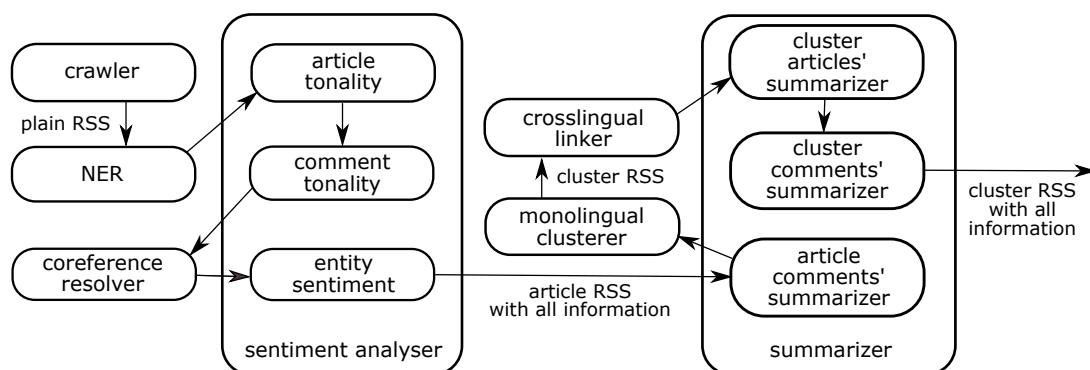 crawler
plain RSS
NER
coreference
resolver
article
tonality
comment
tonality
entity
sentiment
sentiment analyser
article RSS
with all information
crosslingual
linker
cluster RSS
monolingual
clusterer
cluster
articles'
summarizer
cluster
comments'
summarizer
article
comments'
summarizer
summarizer
cluster RSS
with all
information